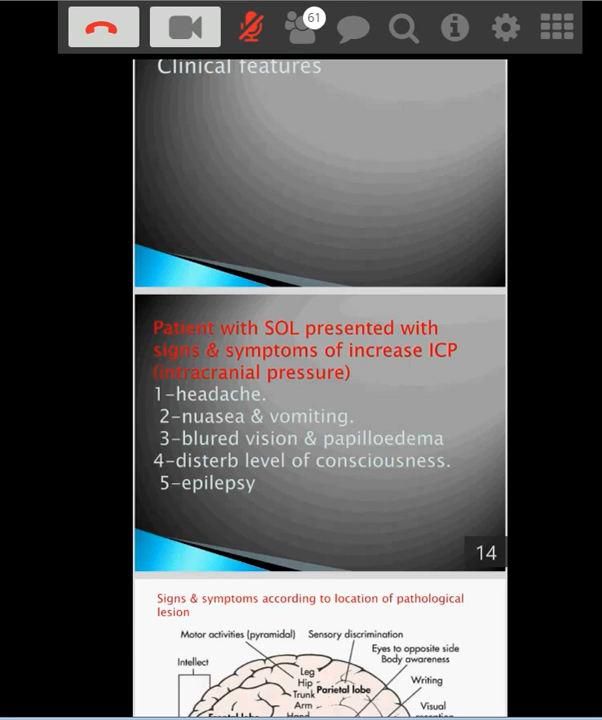 61
Clinical features
Patient with SOL presented with
signs & symptoms of increase ICP
(intracranial pressure)
1-headache.
2-nuasea & vomiting.
3-blured vision & papilloedema
4-disterb level of consciousness.
5-epilepsy
14
Signs & symptoms according to location of pathological
lesion
Motor activities (pyramidal)
Sensory discrimination
Eyes to opposite side
Body awareness
Intellect
Leg
Hip
Trunk
Arm
Hand
Parietal lobe
Writing
Visual
Frontal lobe